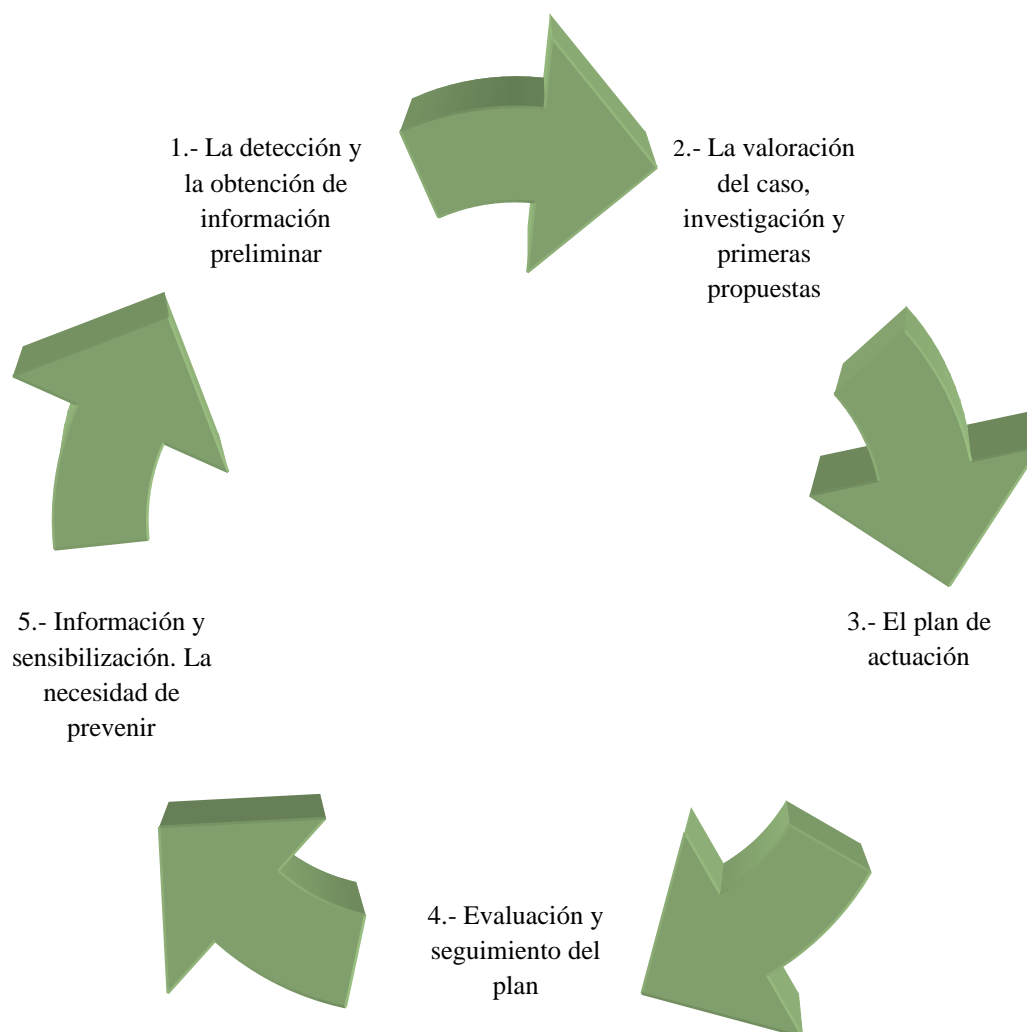 1.- La detección y
la obtención de
información
preliminar
2.- La valoración
del caso,
investigación y
primeras
propuestas
3.- El plan de
actuación
4.- Evaluación y
seguimiento del
plan
5.- Información y
sensibilización. La
necesidad de
prevenir